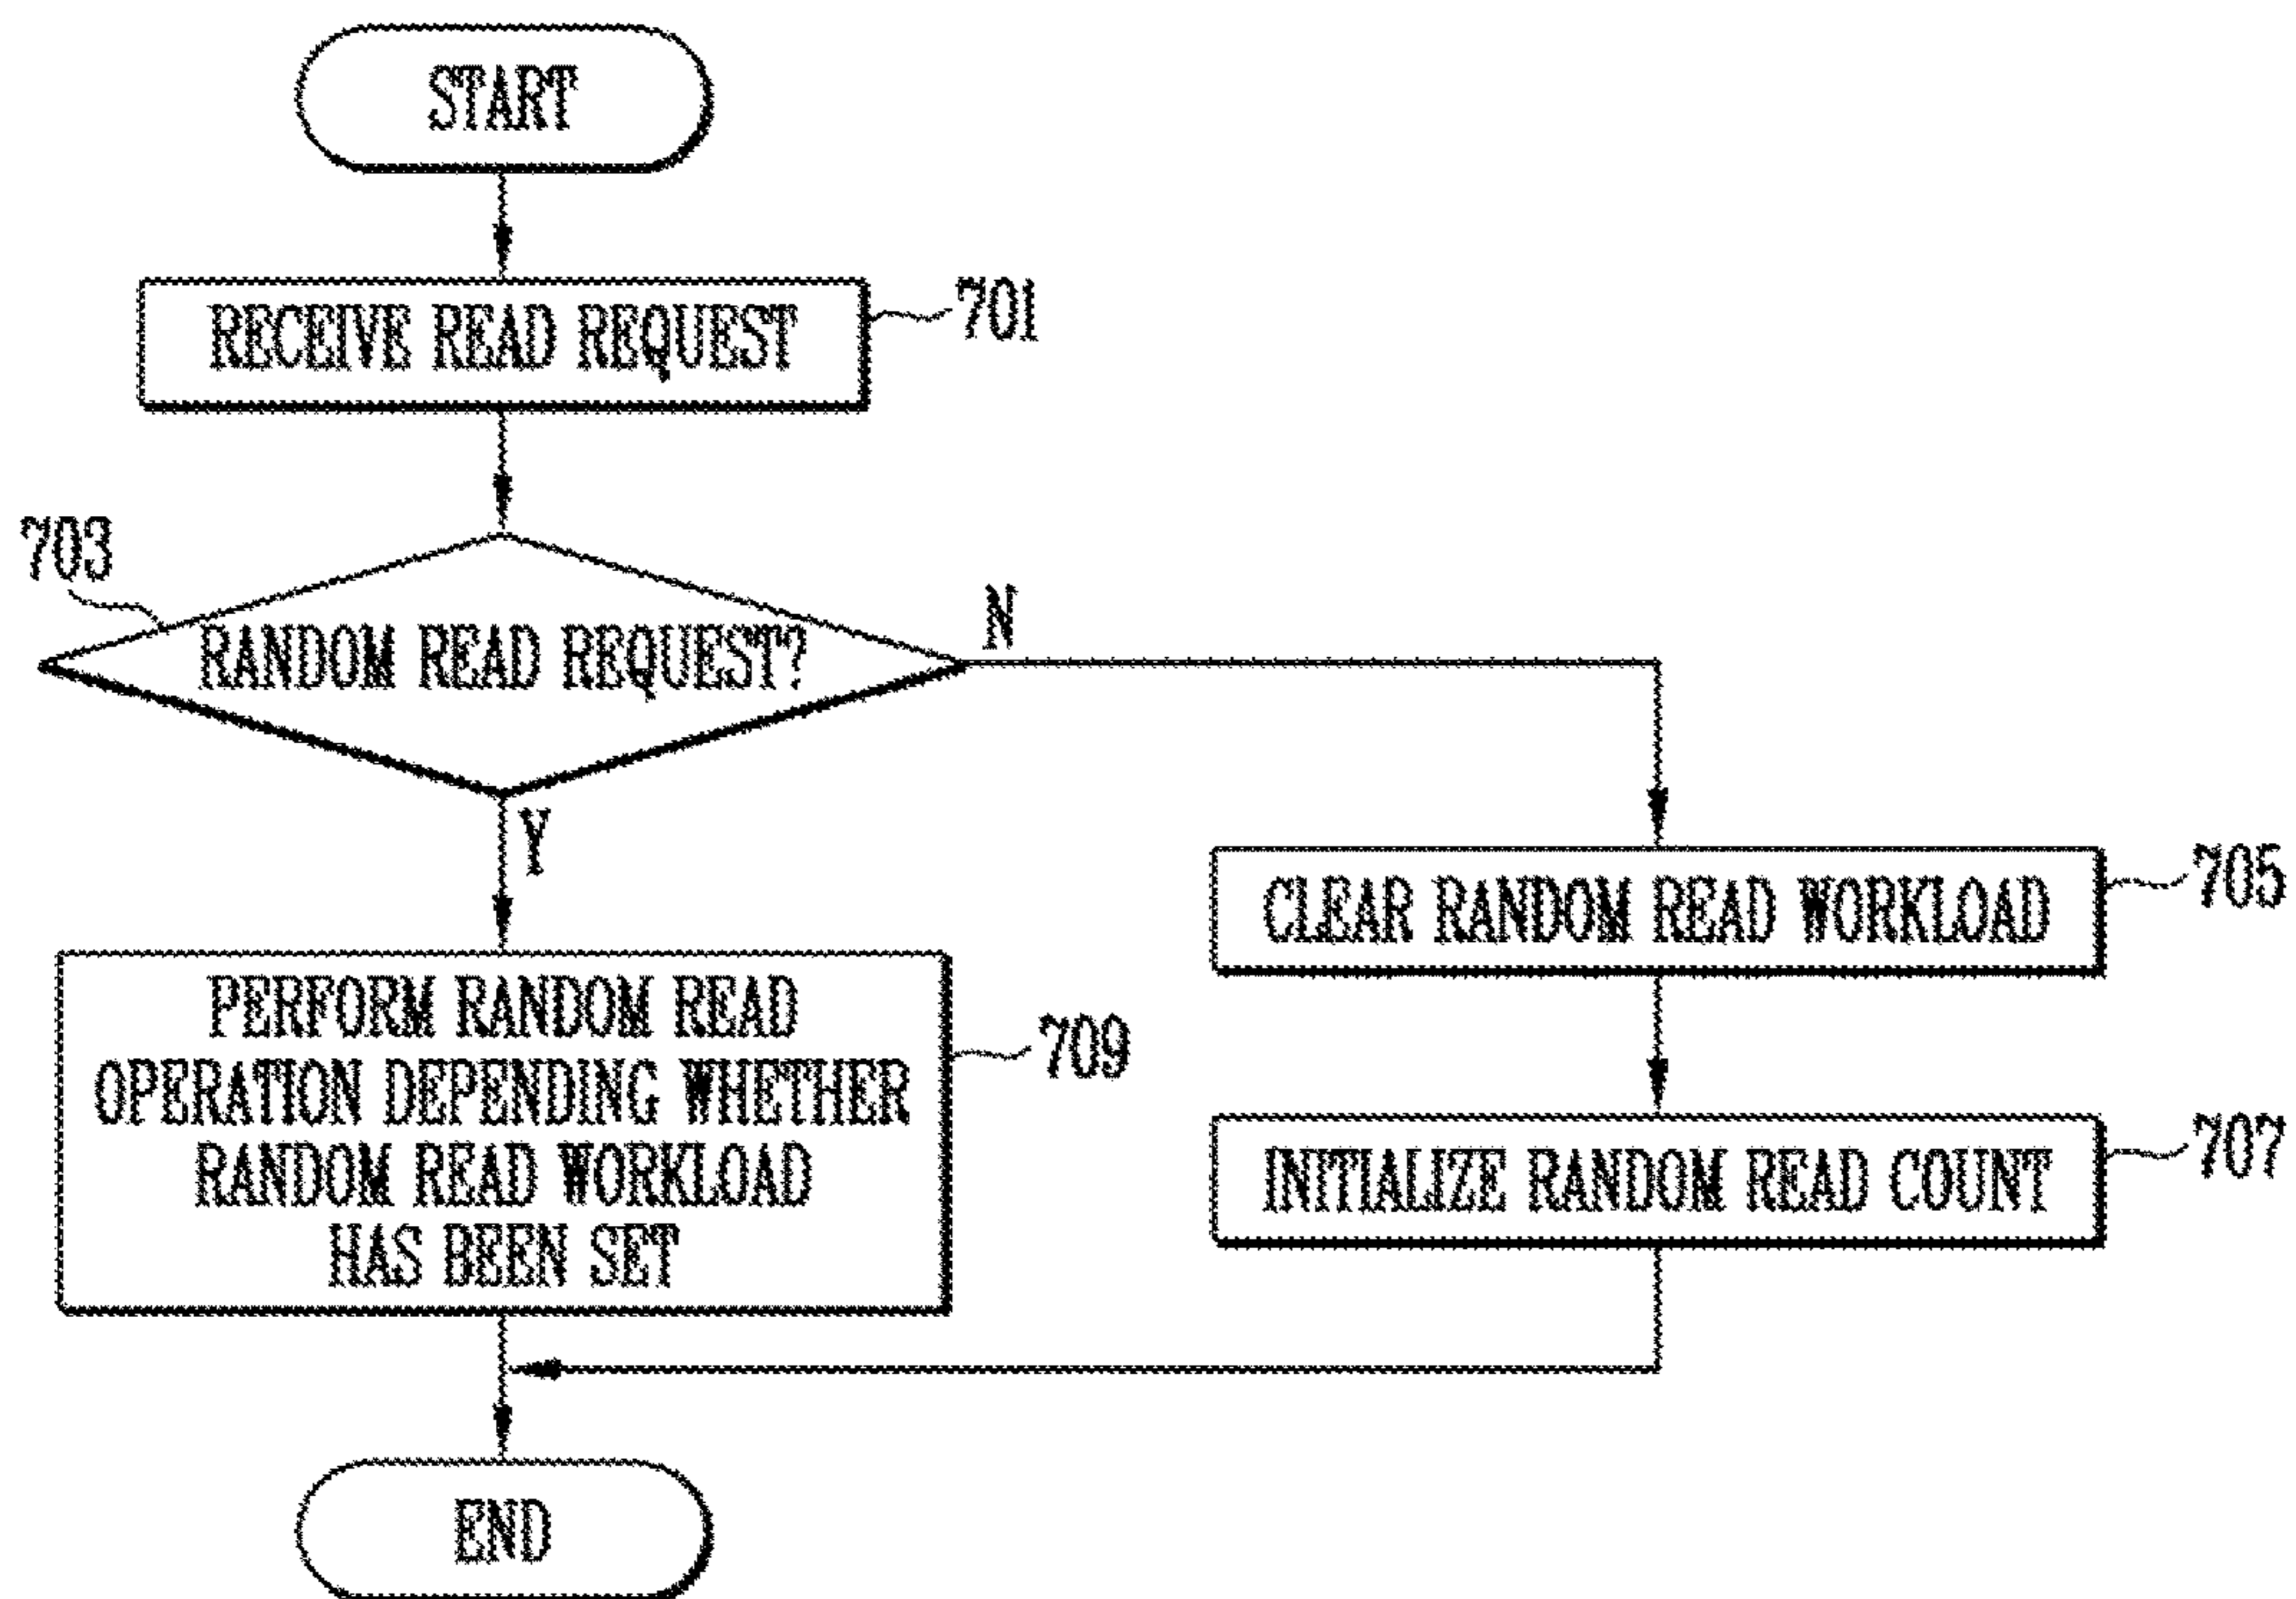 START
RECEIVE READ REQUEST
701
703
RANDOM READ REQUEST?
N
Y
CLEAR RANDOM READ WORKLOAD
705
PERFORM RANDOM READ
OPERATION DEPENDING WHETHER
RANDOM READ WORKLOAD
HAS BEEN SET
709
INITIALIZE RANDOM READ COUNT
707
END